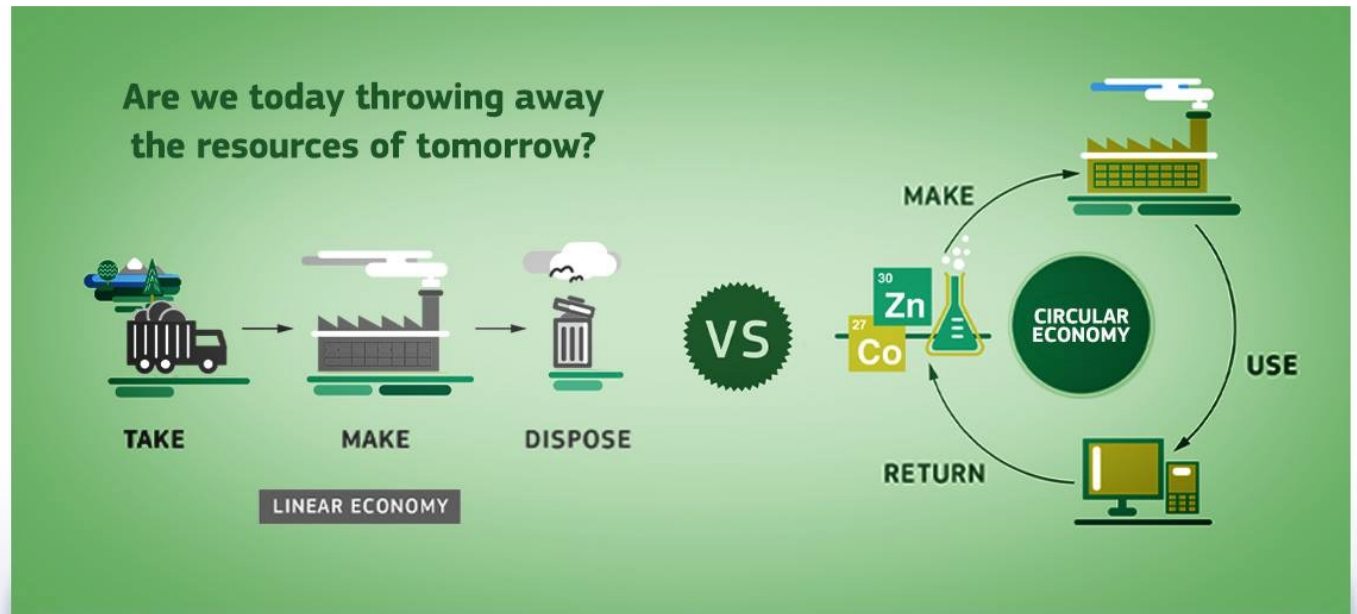 Are we today throwing away
the resources of tomorrow?
TAKE
MAKE
DISPOSE
LINEAR ECONOMY
VS
MAKE
30
Zn
27
Co
CIRCULAR
ECONOMY
USE
RETURN